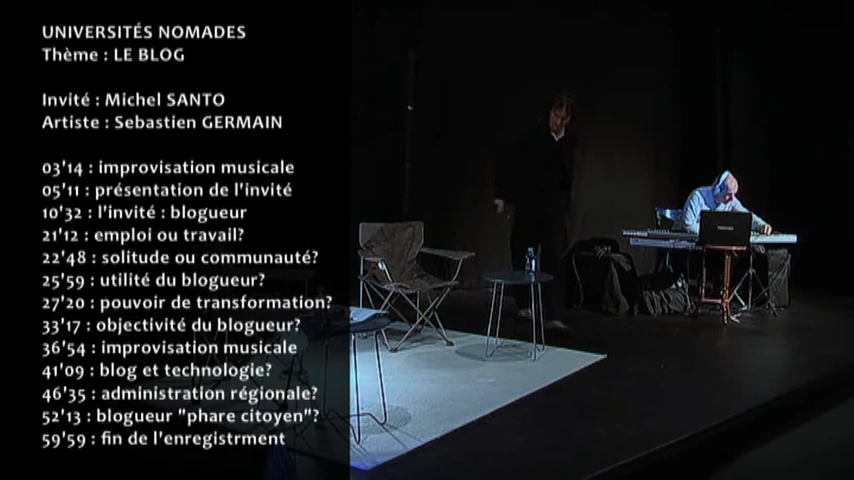 UNIVERSITÉS NOMADES
Thème : LE BLOG
Invité : Michel SANTO
Artiste : Sebastien GERMAIN
03'14 : improvisation musicale
05'11 : présentation de l'invité
10'32 : l'invité : blogueur
21'12 : emploi ou travail?
22'48 : solitude ou communauté?
25'59 : utilité du blogueur?
27'20 : pouvoir de transformation?
33'17 : objectivité du blogueur?
36'54 : improvisation musicale
41'09 : blog et technologie?
46'35 : administration régionale?
52'13 : blogueur "phare citoyen"?
59'59 : fin de l'enregistrment